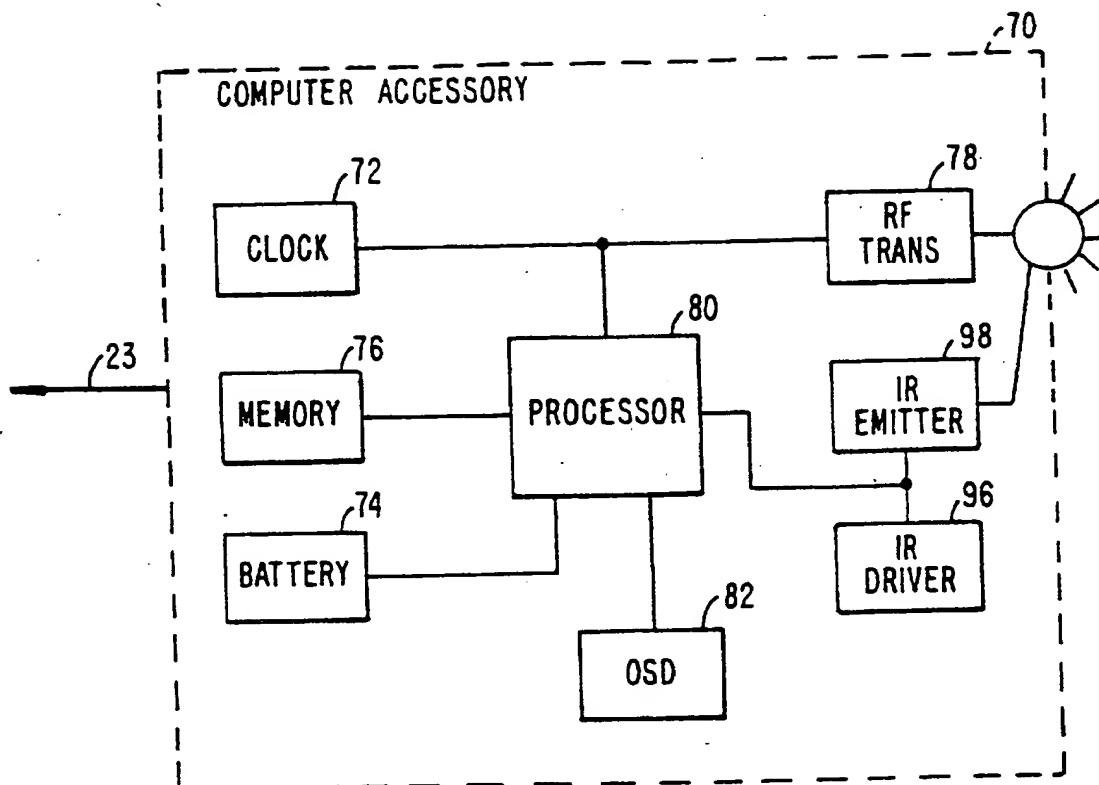 70
COMPUTER ACCESSORY
72
CLOCK
78
RF
TRANS
80
PROCESSOR
23
76
MEMORY
98
IR
EMITTER
74
BATTERY
96
IR
DRIVER
82
OSD